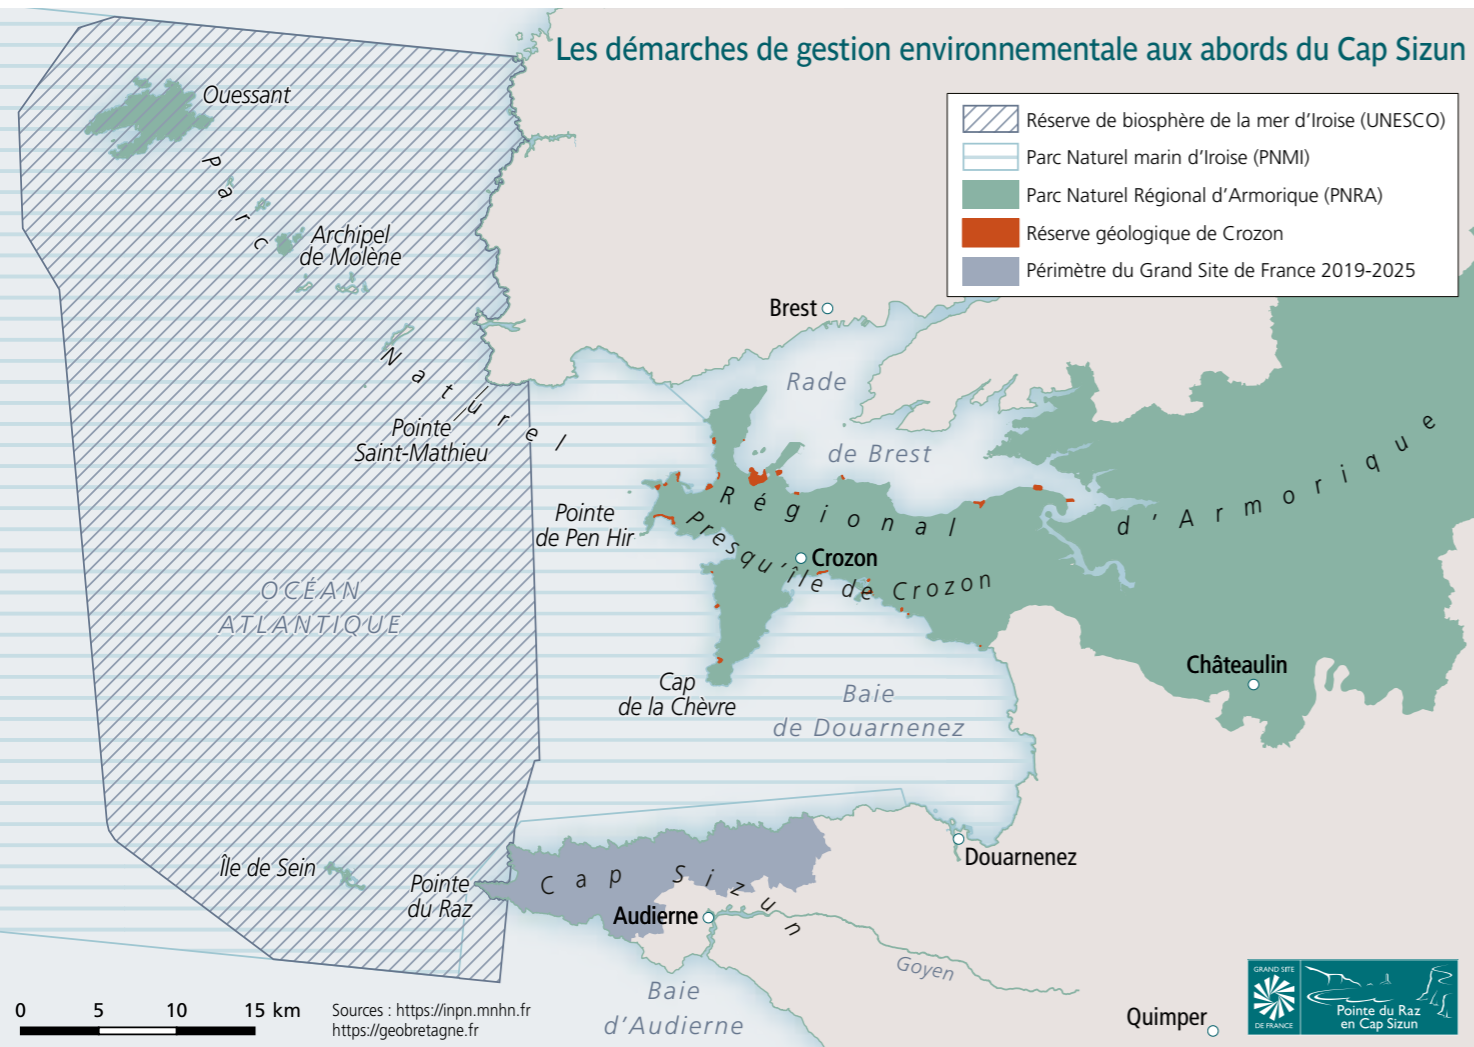 Les démarches de gestion environnementale aux abords du Cap Sizun
Réserve de biosphère de la mer d'Iroise (UNESCO)
Parc Naturel marin d'Iroise (PNMI)
Parc Naturel Régional d'Armorique (PNRA)
Réserve géologique de Crozon
Périmètre du Grand Site de France 2019-2025
Ouessant
Parc Naturel Régional d'Armorique
Archipel
de Molène
Brest
Rade
de Brest
Pointe
Saint-Mathieu
Pointe
de Pen Hir
Presqu'île de Crozon
Crozon
OCÉAN
ATLANTIQUE
Châteaulin
Cap
de la Chèvre
Baie
de Douarnenez
Douarnenez
Île de Sein
Pointe
du Raz
Cap Sizun
Audierne
Goyen
Baie
d'Audierne
Quimper
0 5 10 15 km
Sources : https://inpn.mnhn.fr
https://geobretagne.fr
GRAND SITE
DE FRANCE
Pointe du Raz
en Cap Sizun